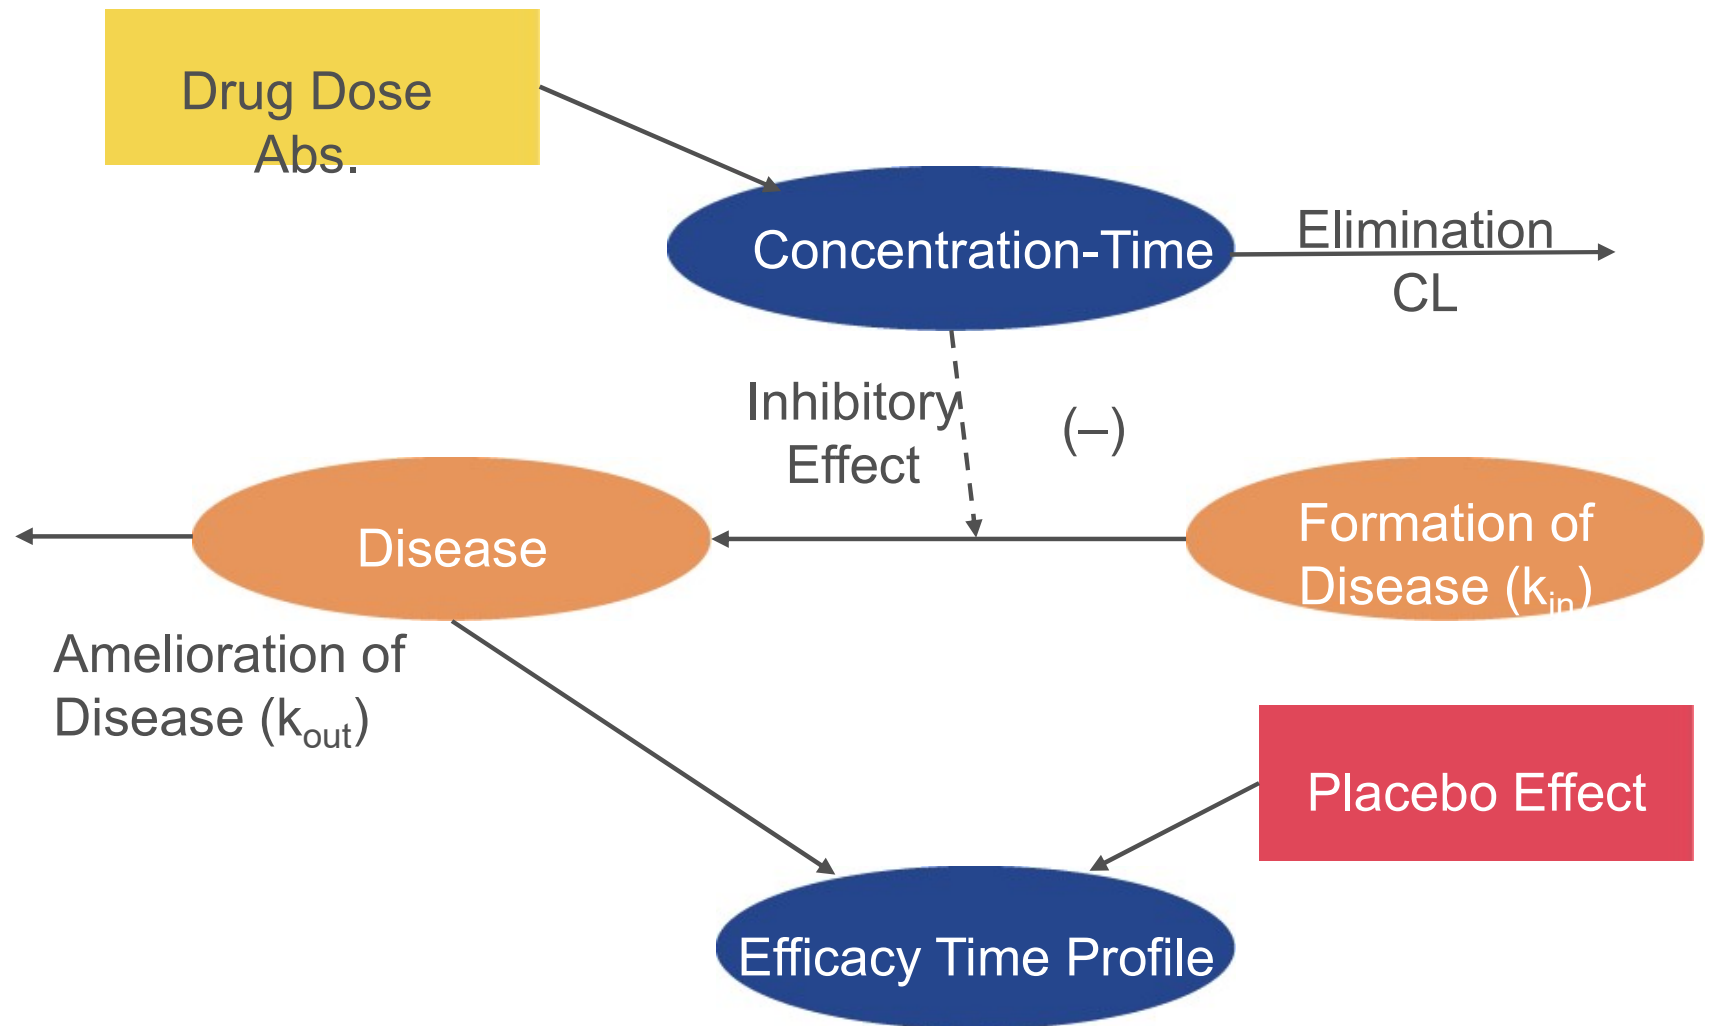 Drug Dose
Abs.
Concentration-Time
Elimination
CL
Inhibitory
Effect
(–)
Formation of
Disease (kin)
Disease
Amelioration of
Disease (kout)
Placebo Effect
Efficacy Time Profile